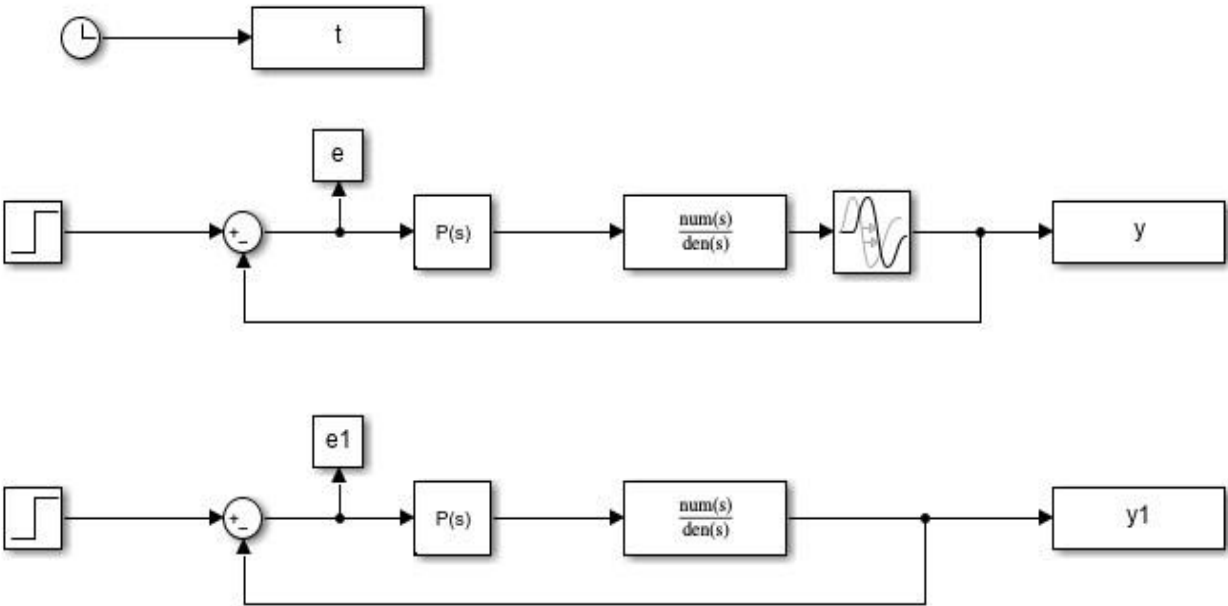 t
e
+
−
P(s)
num(s)
den(s)
y
e1
+
−
P(s)
num(s)
den(s)
y1